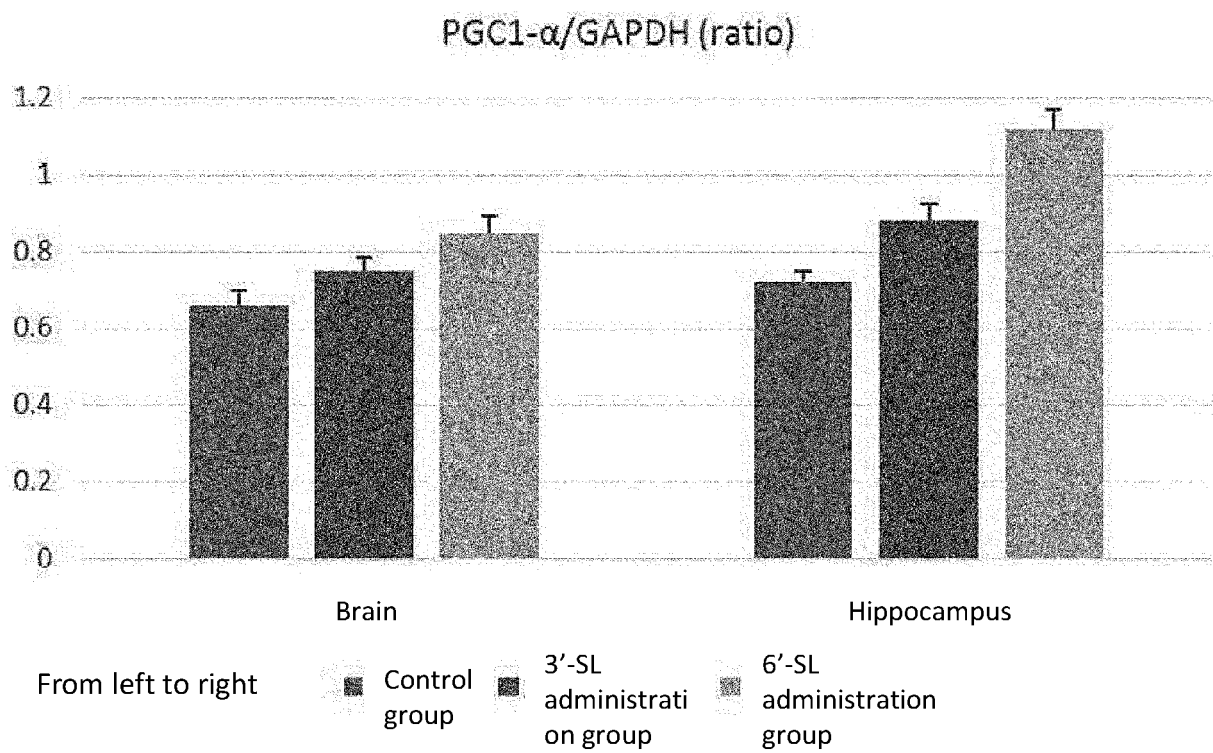 PGC1-α/GAPDH (ratio)
1.2
1
0.8
0.6
0.4
0.2
0
Brain
Hippocampus
From left to right
Control
group
3’-SL
administrati
on group
6’-SL
administration
group